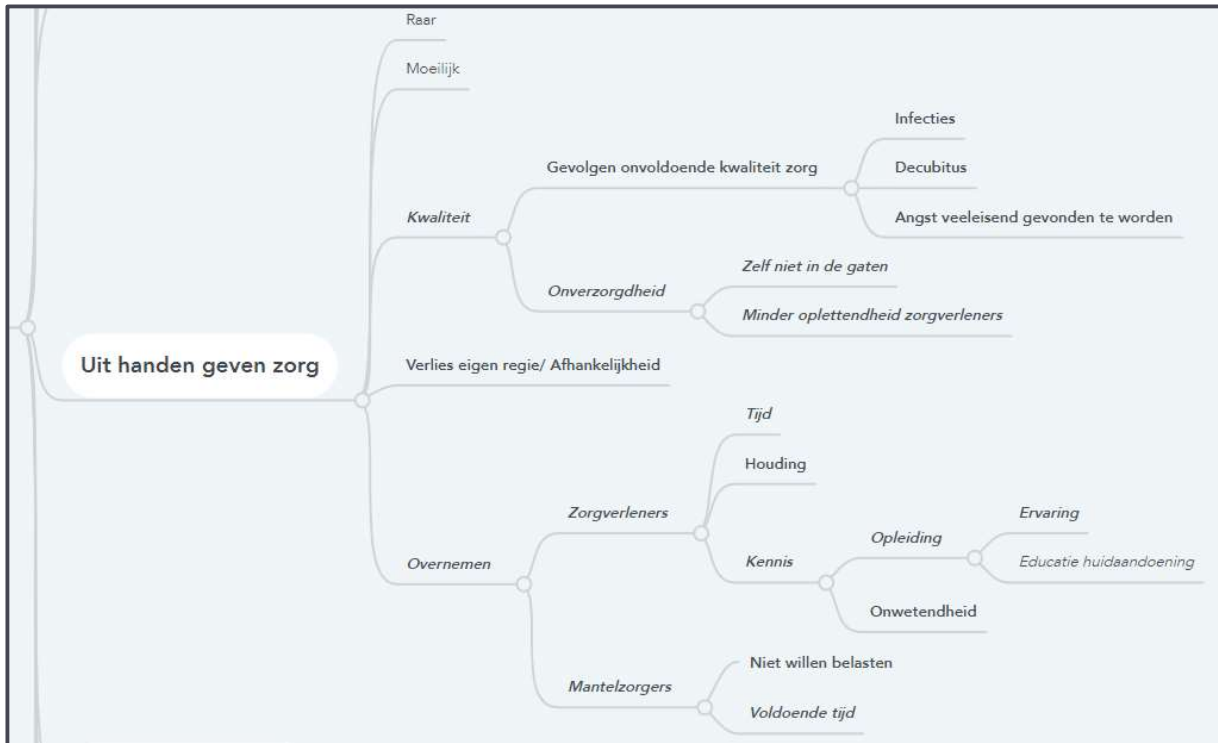 Raar
Moeilijk
Infecties
Gevolgen onvoldoende kwaliteit zorg
Decubitus
Kwaliteit
Angst veeleisend gevonden te worden
Zelf niet in de gaten
Onverzorgdheid
Minder oplettendheid zorgverleners
Uit handen geven zorg
Verlies eigen regie/ Afhankelijkheid
Tijd
Houding
Zorgverleners
Ervaring
Opleiding
Overnemen
Kennis
Educatie huidaandoening
Onwetendheid
Niet willen belasten
Mantelzorgers
Voldoende tijd